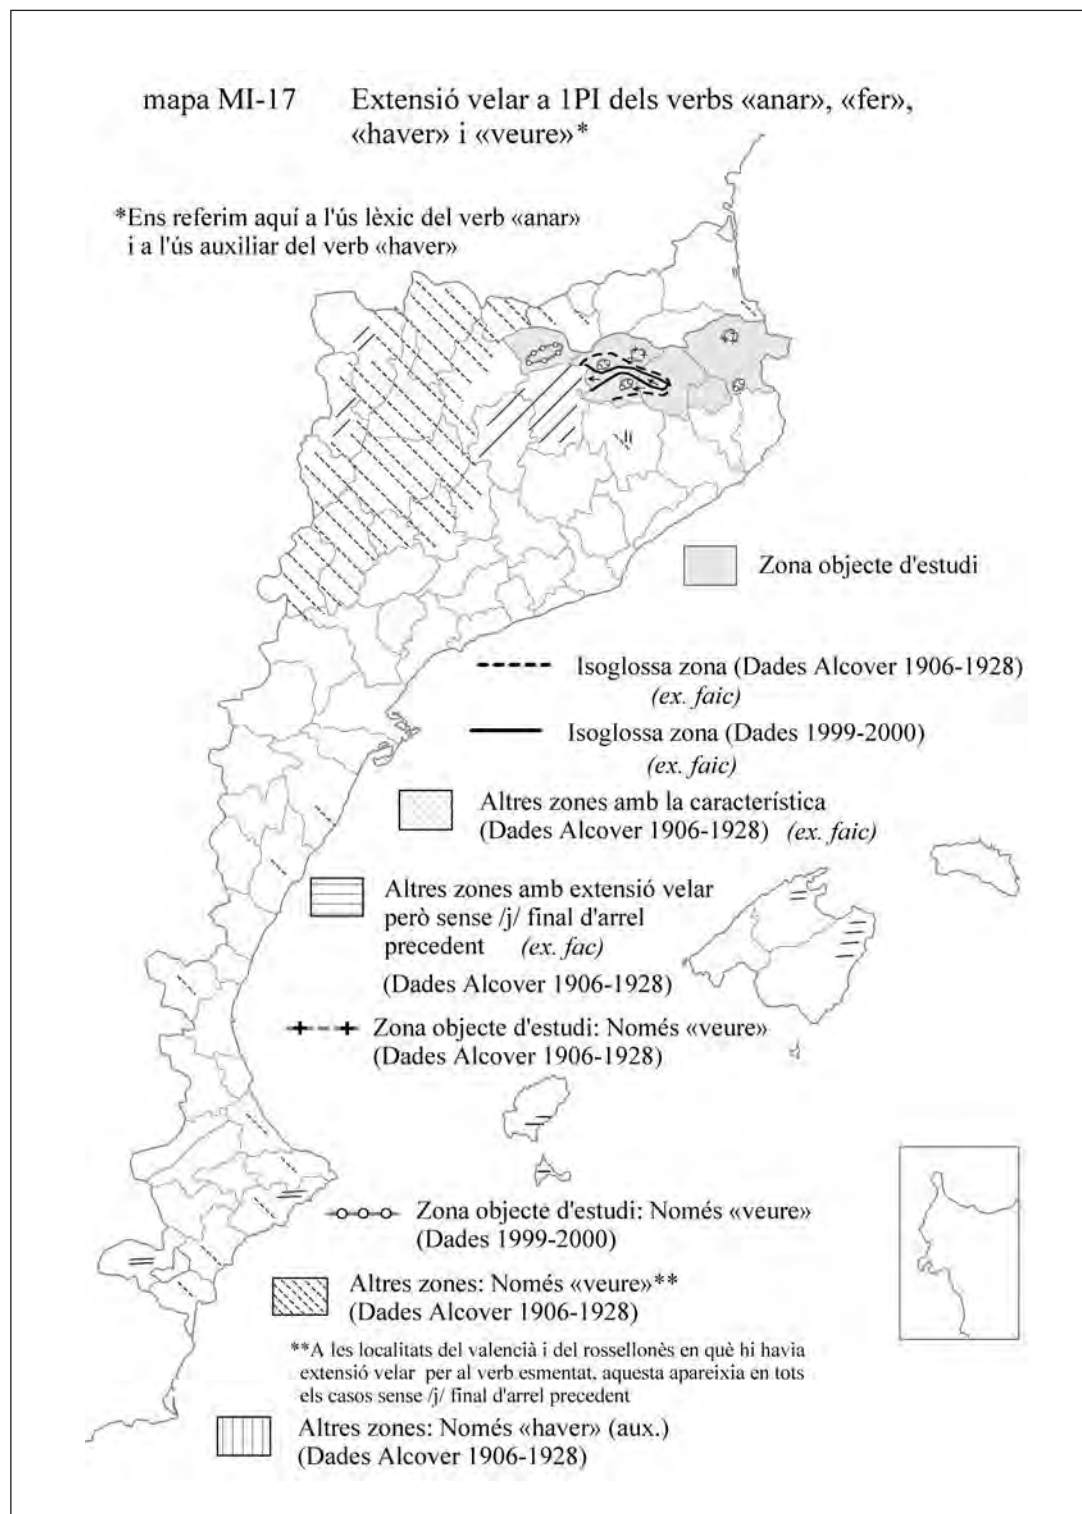 mapa MI-17 Extensió velar a 1PI dels verbs «anar», «fer»,
«haver» i «veure»*
*Ens referim aquí a l'ús lèxic del verb «anar»
i a l'ús auxiliar del verb «haver»
Zona objecte d'estudi
Isoglossa zona (Dades Alcover 1906-1928)
(ex. faic)
Isoglossa zona (Dades 1999-2000)
(ex. faic)
Altres zones amb la característica
(Dades Alcover 1906-1928) (ex. faic)
Altres zones amb extensió velar
però sense /j/ final d'arrel
precedent (ex. fac)
(Dades Alcover 1906-1928)
Zona objecte d'estudi: Només «veure»
(Dades Alcover 1906-1928)
Zona objecte d'estudi: Només «veure»
(Dades 1999-2000)
Altres zones: Només «veure»**
(Dades Alcover 1906-1928)
**A les localitats del valencià i del rossellonès en què hi havia
extensió velar per al verb esmentat, aquesta apareixia en tots
els casos sense /j/ final d'arrel precedent
Altres zones: Només «haver» (aux.)
(Dades Alcover 1906-1928)